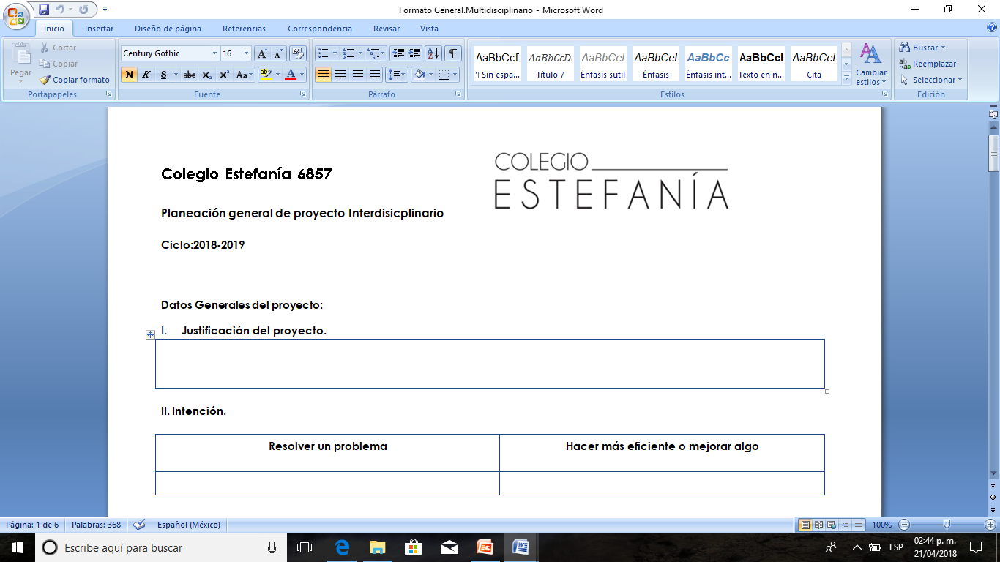 Formato General.Multidisciplinario - Microsoft Word
Inicio Insertar Diseño de página Referencias Correspondencia Revisar Vista
Pegar
Cortar
Copiar
Copiar formato
Portapapeles
Century Gothic 16
N K S abc x₂ x² Aa
Fuente
Párrafo
AaBbCcD AaBbCcD AaBbCcL AaBbCcL AaBbCc AaBbCcl AaBbCcL
¶ Sin espa... Título 7 Énfasis sutil Énfasis Énfasis int... Texto en n... Cita
Cambiar estilos
Estilos
Buscar
Reemplazar
Seleccionar
Edición
COLEGIO
ESTEFANÍA
Colegio Estefanía 6857
Planeación general de proyecto Interdisicplinario
Ciclo:2018-2019
Datos Generales del proyecto:
I. Justificación del proyecto.
II. Intención.
Resolver un problema Hacer más eficiente o mejorar algo
Página: 1 de 6 Palabras: 368 Español (México) 100%
Escribe aquí para buscar ESP 02:44 p. m.
21/04/2018